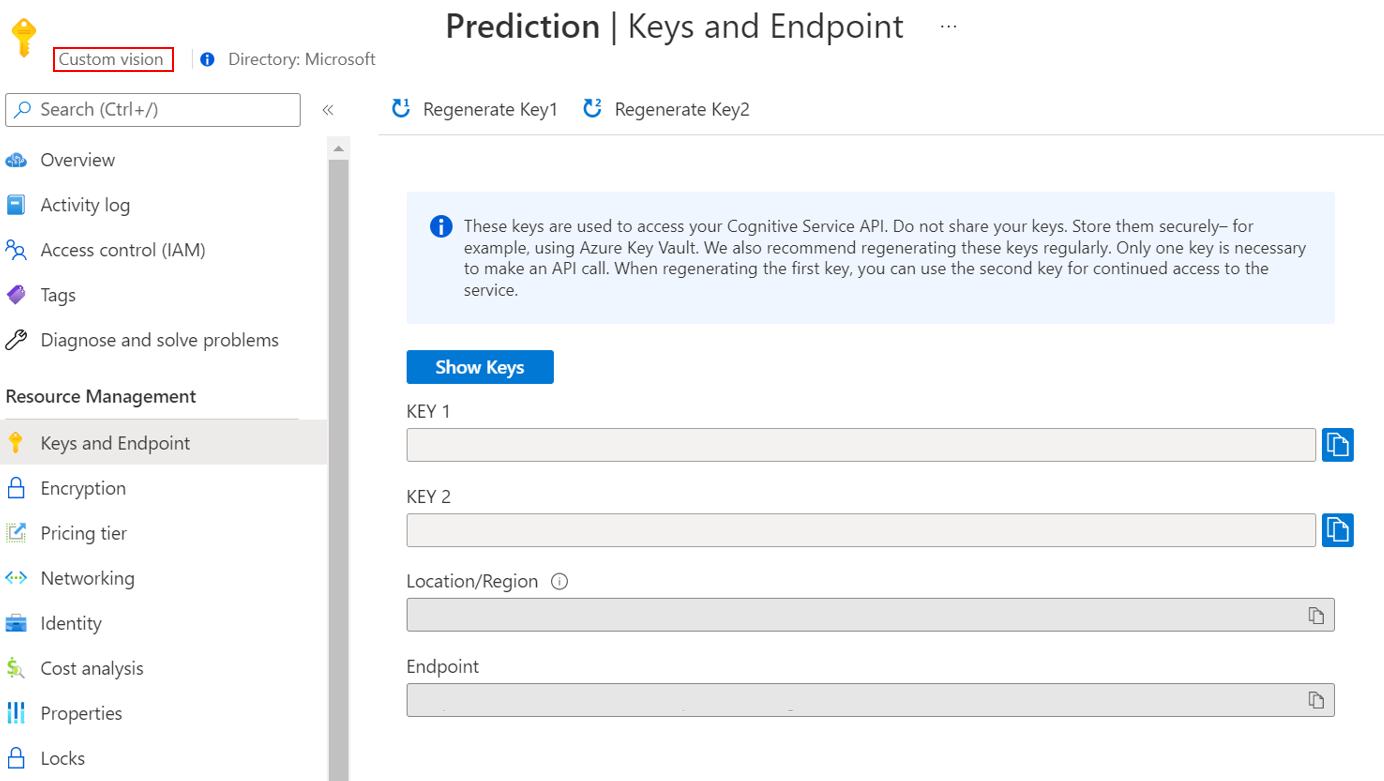 Prediction | Keys and Endpoint ...
Custom vision
Directory: Microsoft
Search (Ctrl+/)
«
Regenerate Key1
Regenerate Key2
Overview
Activity log
Access control (IAM)
Tags
Diagnose and solve problems
Resource Management
Keys and Endpoint
Encryption
Pricing tier
Networking
Identity
Cost analysis
Properties
Locks
These keys are used to access your Cognitive Service API. Do not share your keys. Store them securely– for
example, using Azure Key Vault. We also recommend regenerating these keys regularly. Only one key is necessary
to make an API call. When regenerating the first key, you can use the second key for continued access to the
service.
Show Keys
KEY 1
KEY 2
Location/Region
Endpoint